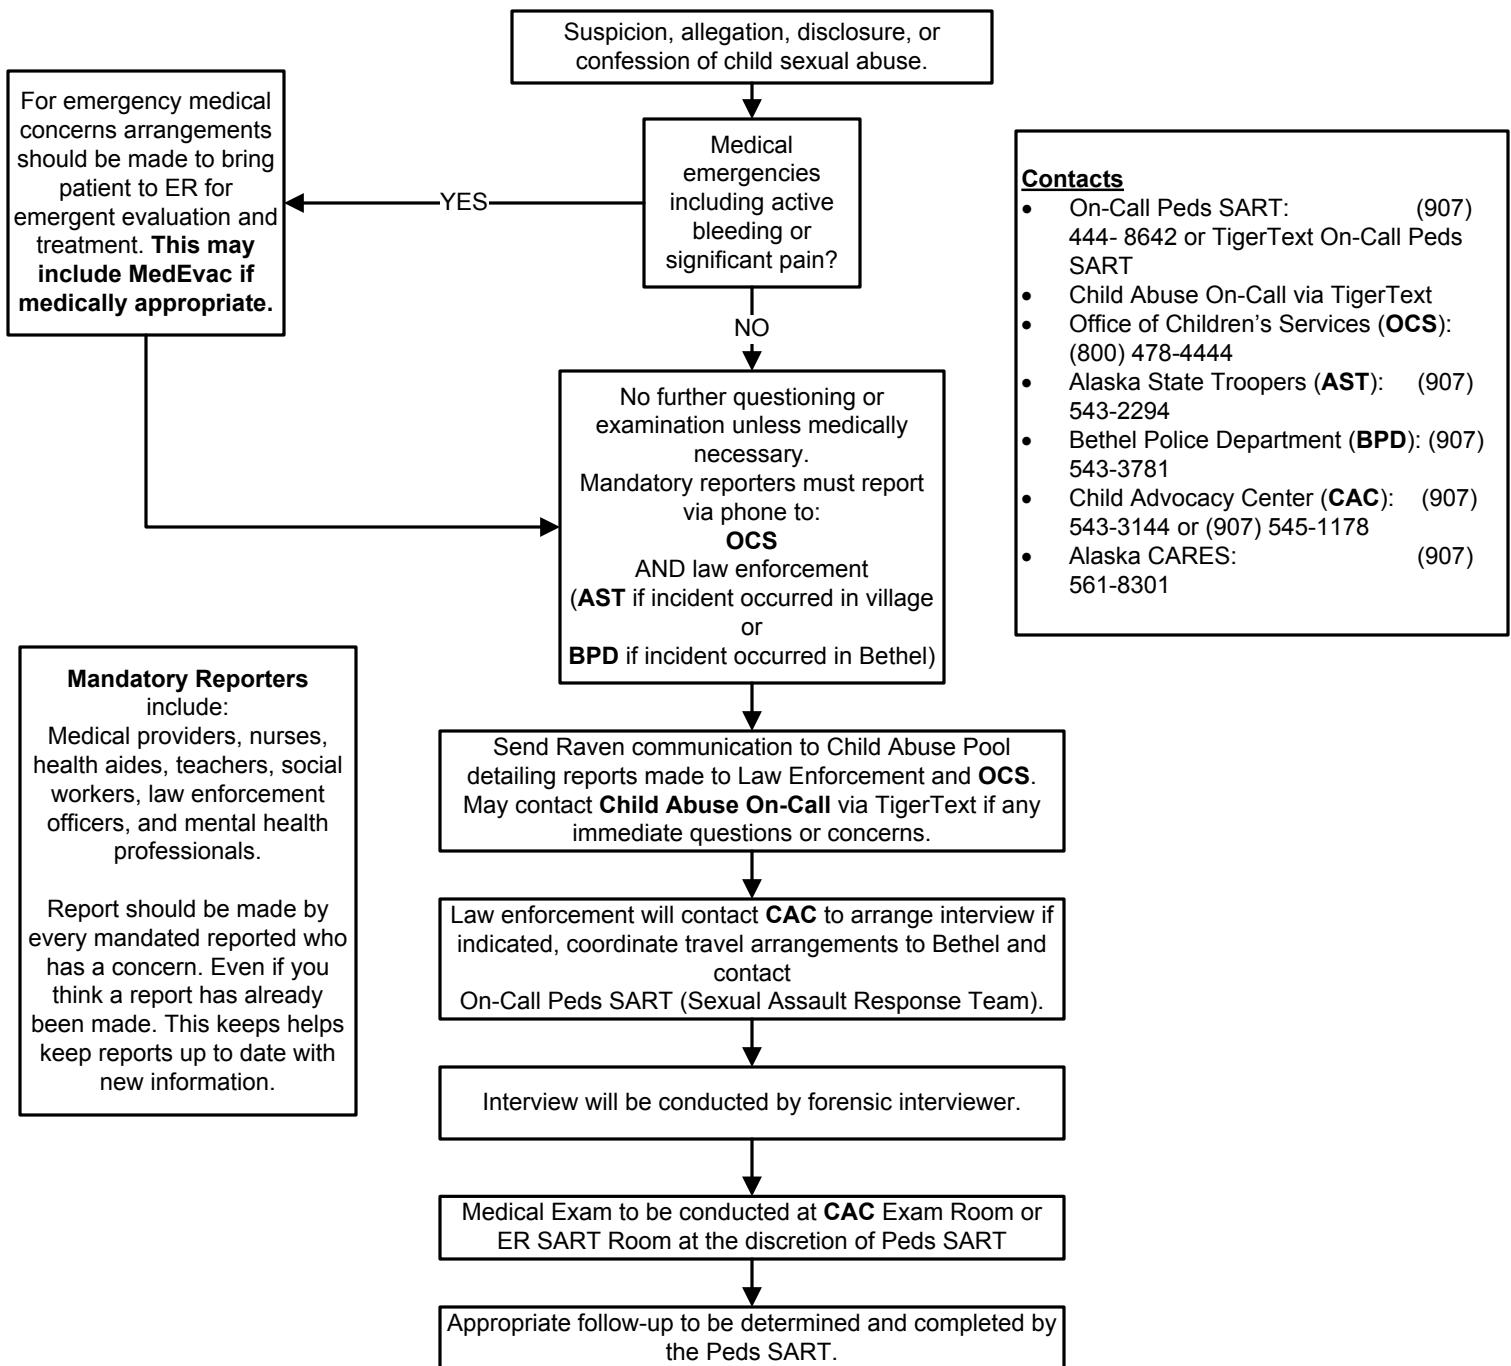 Suspicion, allegation, disclosure, or
confession of child sexual abuse.
For emergency medical
concerns arrangements
should be made to bring
patient to ER for
emergent evaluation and
treatment. This may
include MedEvac if
medically appropriate.
YES
Medical
emergencies
including active
bleeding or
significant pain?
NO
Contacts
• On-Call Peds SART: (907)
444- 8642 or TigerText On-Call Peds
SART
• Child Abuse On-Call via TigerText
• Office of Children’s Services (OCS):
(800) 478-4444
• Alaska State Troopers (AST): (907)
543-2294
• Bethel Police Department (BPD): (907)
543-3781
• Child Advocacy Center (CAC): (907)
543-3144 or (907) 545-1178
• Alaska CARES: (907)
561-8301
No further questioning or
examination unless medically
necessary.
Mandatory reporters must report
via phone to:
OCS
AND law enforcement
(AST if incident occurred in village
or
BPD if incident occurred in Bethel)
Mandatory Reporters
include:
Medical providers, nurses,
health aides, teachers, social
workers, law enforcement
officers, and mental health
professionals.
Report should be made by
every mandated reported who
has a concern. Even if you
think a report has already
been made. This keeps helps
keep reports up to date with
new information.
Send Raven communication to Child Abuse Pool
detailing reports made to Law Enforcement and OCS.
May contact Child Abuse On-Call via TigerText if any
immediate questions or concerns.
Law enforcement will contact CAC to arrange interview if
indicated, coordinate travel arrangements to Bethel and
contact
On-Call Peds SART (Sexual Assault Response Team).
Interview will be conducted by forensic interviewer.
Medical Exam to be conducted at CAC Exam Room or
ER SART Room at the discretion of Peds SART
Appropriate follow-up to be determined and completed by
the Peds SART.